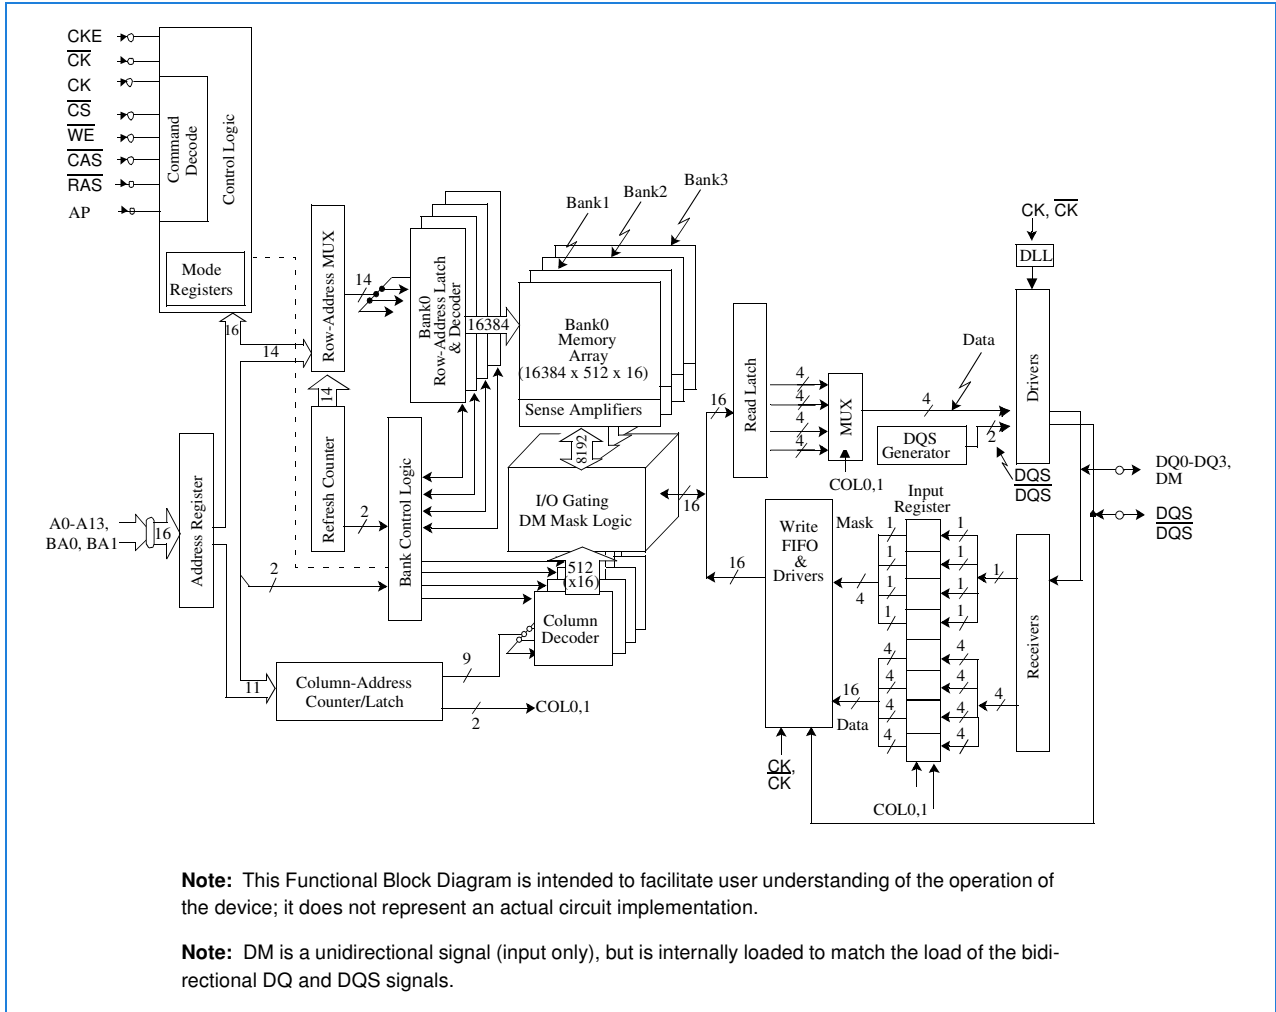 CKE
CK
CK
CS
WE
CAS
RAS
AP
Command
Decode
Control Logic
Mode
Registers
16
14
Row-Address MUX
14
14
Refresh Counter
2
Bank Control Logic
Bank0
Row-Address Latch
& Decoder
16384
Bank1
Bank2
Bank3
Bank0
Memory
Array
(16384 x 512 x 16)
Sense Amplifiers
8192
I/O Gating
DM Mask Logic
16
512
(x16)
Column
Decoder
A0-A13,
BA0, BA1
16
Address Register
2
11
Column-Address
Counter/Latch
9
2
COL0,1
16
16
Read Latch
4
4
4
4
MUX
COL0,1
4
Data
DQS
Generator
2
DQS
DQS
CK, CK
DLL
Drivers
DQ0-DQ3,
DM
DQS
DQS
Write
FIFO
&
Drivers
Mask
4
16
Data
CK,
CK
Input
Register
1
1
1
1
4
4
4
4
1
1
1
1
4
4
4
4
1
4
Receivers
COL0,1
Note: This Functional Block Diagram is intended to facilitate user understanding of the operation of
the device; it does not represent an actual circuit implementation.
Note: DM is a unidirectional signal (input only), but is internally loaded to match the load of the bidi-
rectional DQ and DQS signals.